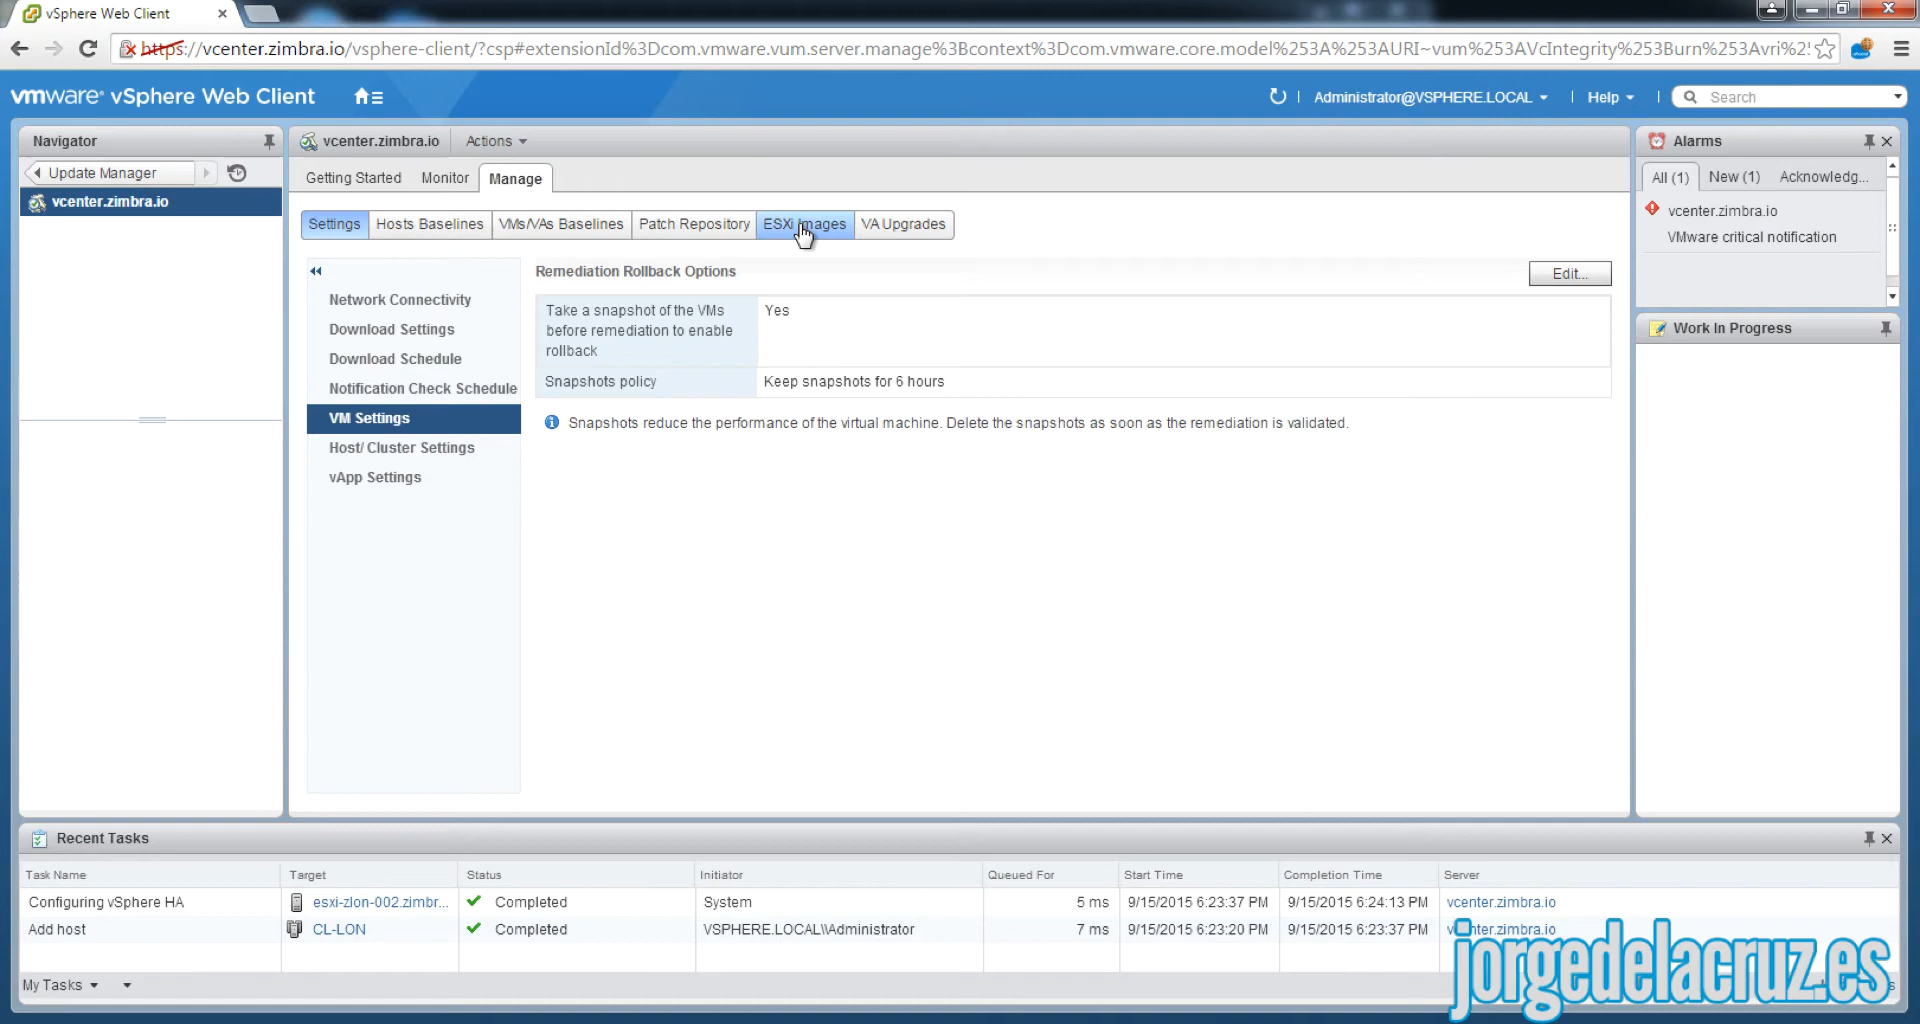 vSphere Web Client
https://vcenter.zimbra.io/vsphere-client/?csp#extensionId%3Dcom.vmware.vum.server.manage%3Bcontext%3Dcom.vmware.core.model%253A%253AURI~vum%253AVcIntegrity%253Burn%253Avri%2!
vmware® vSphere Web Client
Administrator@VSPHERE.LOCAL
Help
Search
Navigator
Update Manager
vcenter.zimbra.io
vcenter.zimbra.io
Actions
Getting Started
Monitor
Manage
Settings
Hosts Baselines
VMs/VAs Baselines
Patch Repository
ESXi Images
VA Upgrades
Network Connectivity
Download Settings
Download Schedule
Notification Check Schedule
VM Settings
Host/ Cluster Settings
vApp Settings
Remediation Rollback Options
Edit...
Take a snapshot of the VMs
before remediation to enable
rollback
Yes
Snapshots policy
Keep snapshots for 6 hours
Snapshots reduce the performance of the virtual machine. Delete the snapshots as soon as the remediation is validated.
Alarms
All (1)
New (1)
Acknowledg...
vcenter.zimbra.io
VMware critical notification
Work In Progress
Recent Tasks
Task Name Target Status Initiator Queued For Start Time Completion Time Server
Configuring vSphere HA esxi-zlon-002.zimbr... Completed System 5 ms 9/15/2015 6:23:37 PM 9/15/2015 6:24:13 PM vcenter.zimbra.io
Add host CL-LON Completed VSPHERE.LOCAL\\Administrator 7 ms 9/15/2015 6:23:20 PM 9/15/2015 6:23:37 PM vcenter.zimbra.io
My Tasks
jorgedelacruz.es